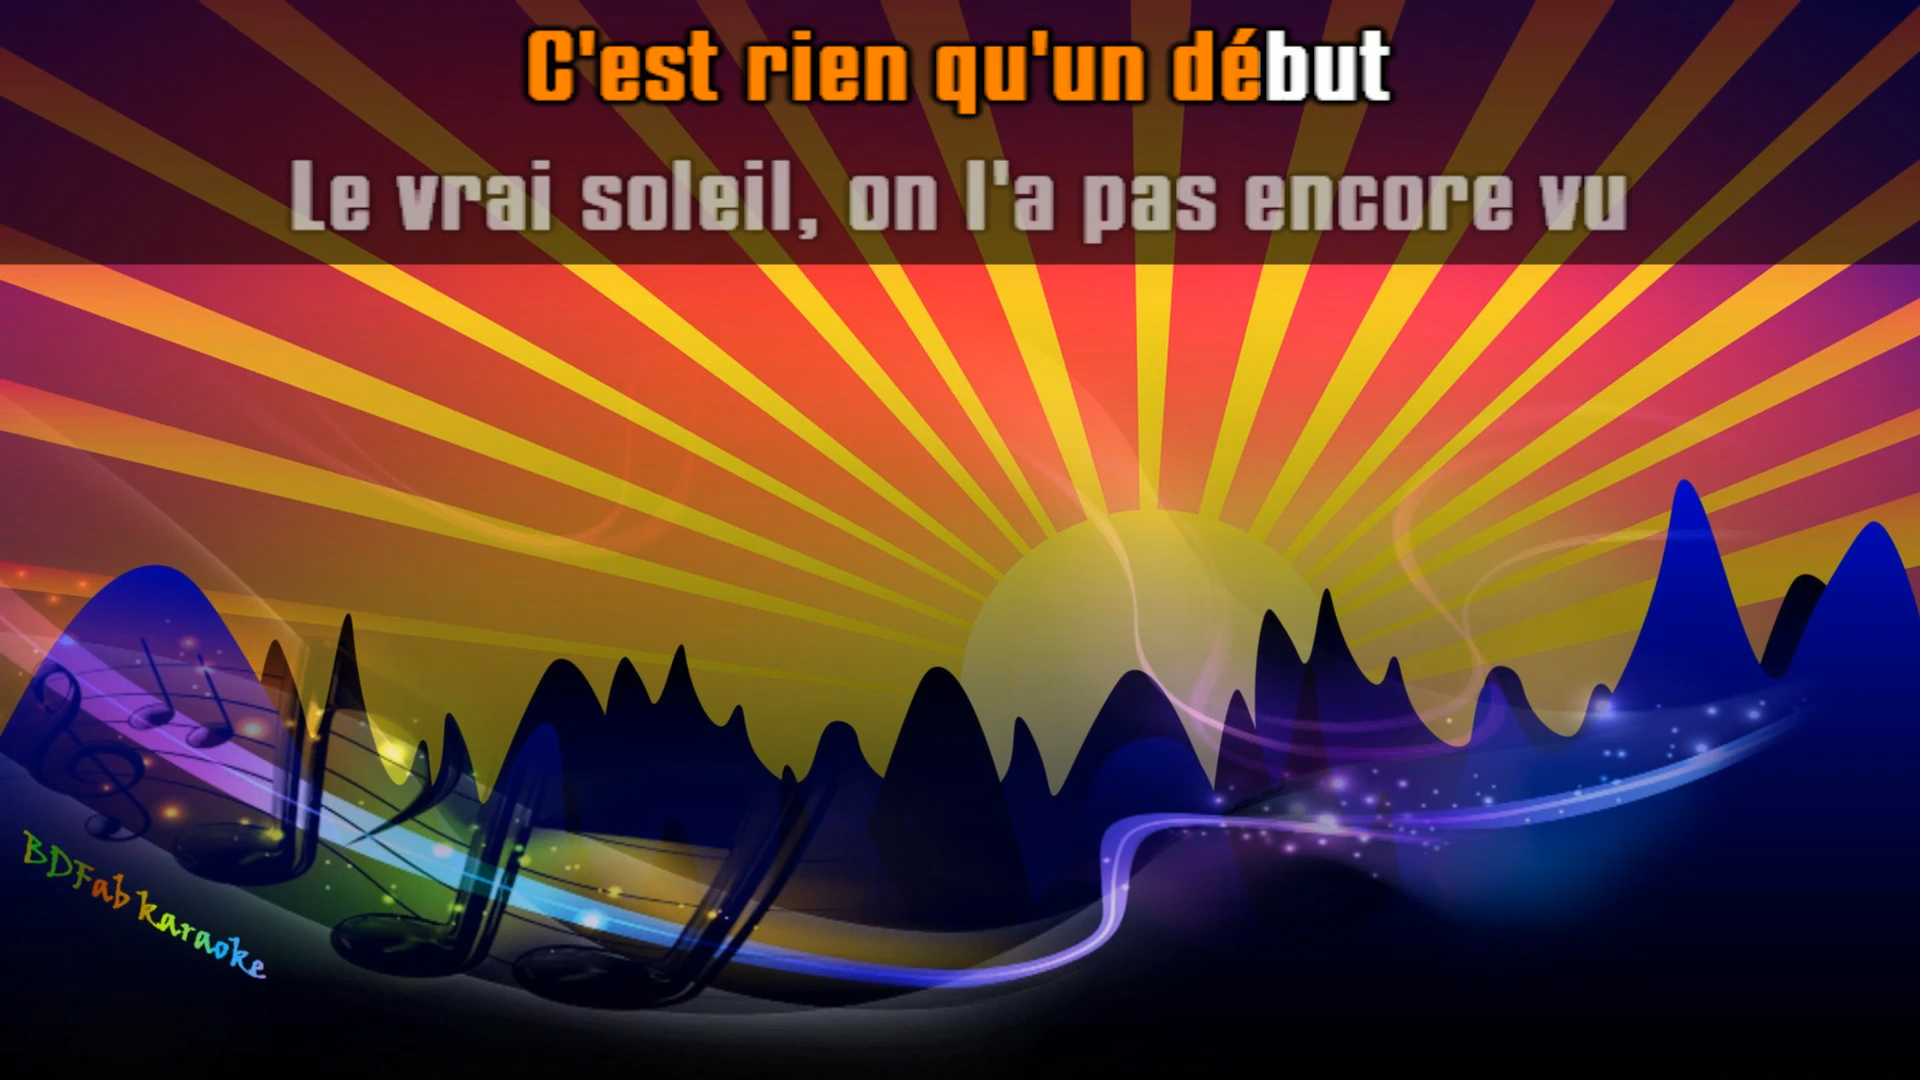 C'est rien qu'un début
Le vrai soleil, on l'a pas encore vu
BDFab karaoke